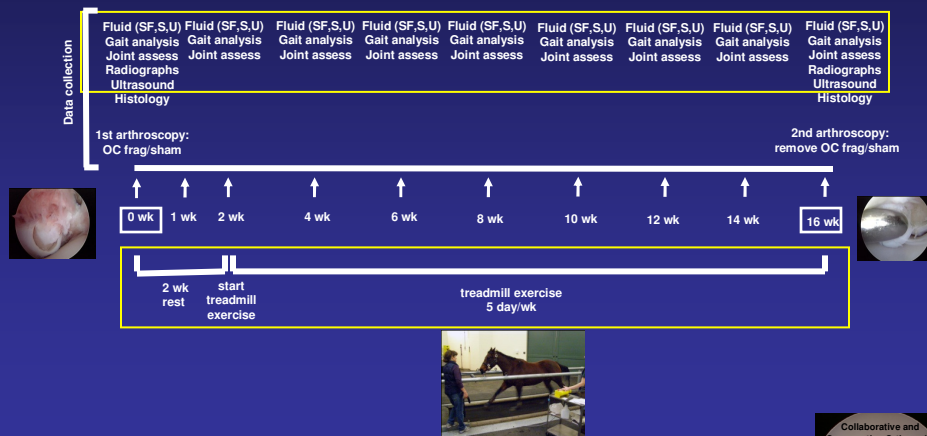 Data collection
Fluid (SF,S,U)
Gait analysis
Joint assess
Radiographs
Ultrasound
Histology
Fluid (SF,S,U)
Gait analysis
Joint assess
Fluid (SF,S,U)
Gait analysis
Joint assess
Fluid (SF,S,U)
Gait analysis
Joint assess
Fluid (SF,S,U)
Gait analysis
Joint assess
Fluid (SF,S,U)
Gait analysis
Joint assess
Fluid (SF,S,U)
Gait analysis
Joint assess
Fluid (SF,S,U)
Gait analysis
Joint assess
Fluid (SF,S,U)
Gait analysis
Joint assess
Radiographs
Ultrasound
Histology
1st arthroscopy:
OC frag/sham
2nd arthroscopy:
remove OC frag/sham
0 wk
1 wk
2 wk
4 wk
6 wk
8 wk
10 wk
12 wk
14 wk
16 wk
2 wk
rest
start
treadmill
exercise
treadmill exercise
5 day/wk
Collaborative and